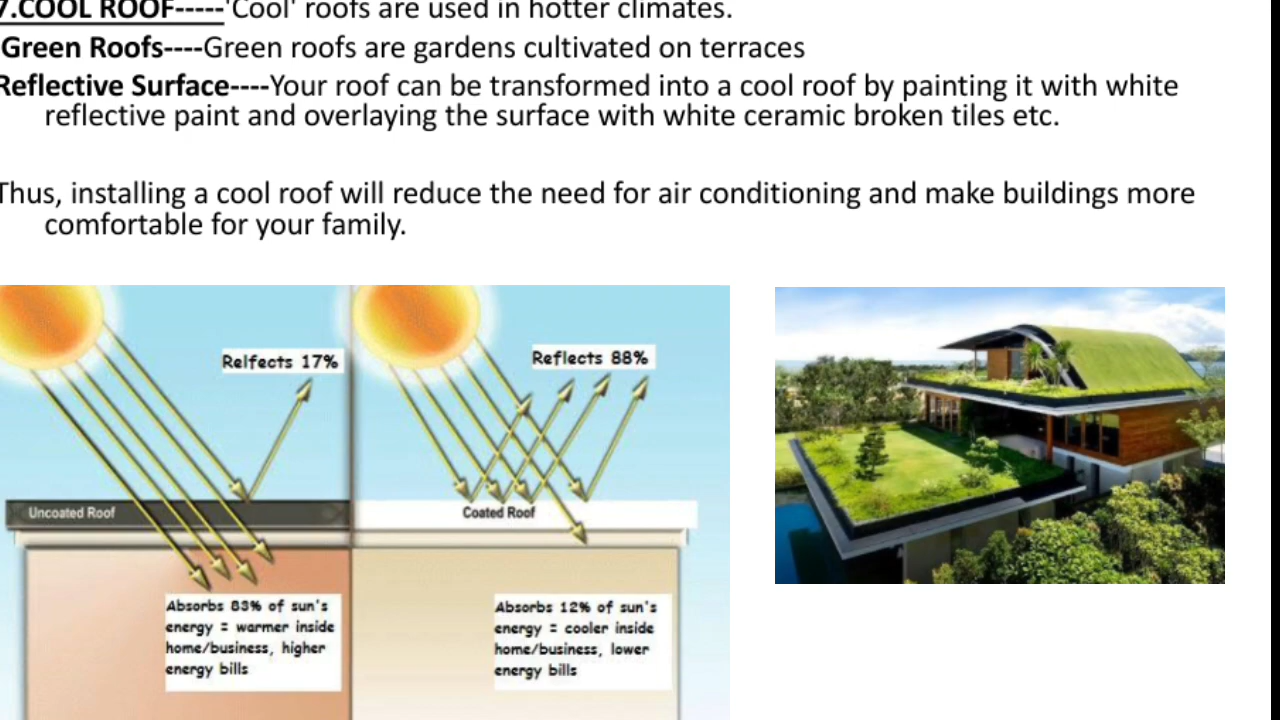 7.COOL ROOF-----'Cool' roofs are used in hotter climates.
Green Roofs----Green roofs are gardens cultivated on terraces
Reflective Surface----Your roof can be transformed into a cool roof by painting it with white
reflective paint and overlaying the surface with white ceramic broken tiles etc.
Thus, installing a cool roof will reduce the need for air conditioning and make buildings more
comfortable for your family.
Relfects 17%
Reflects 88%
Uncoated Roof
Coated Roof
Absorbs 83% of sun's
energy = warmer inside
home/business, higher
energy bills
Absorbs 12% of sun's
energy = cooler inside
home/business, lower
energy bills